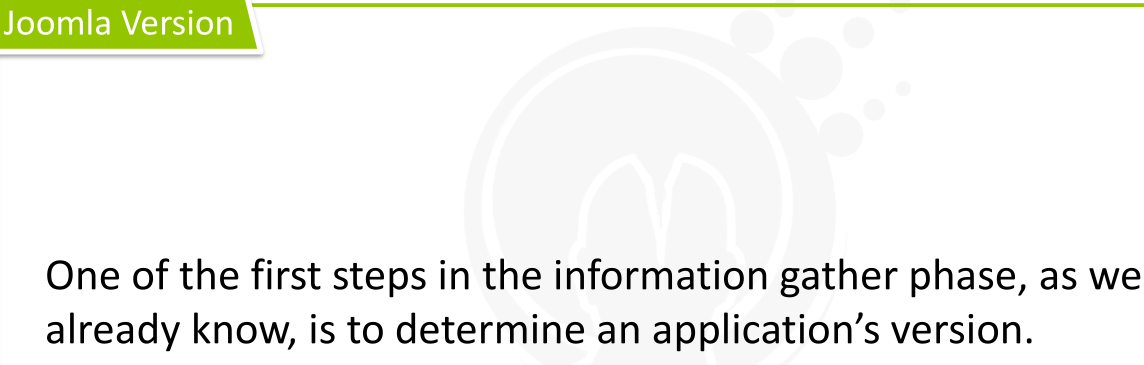 Joomla Version
One of the first steps in the information gather phase, as we
already know, is to determine an application’s version.